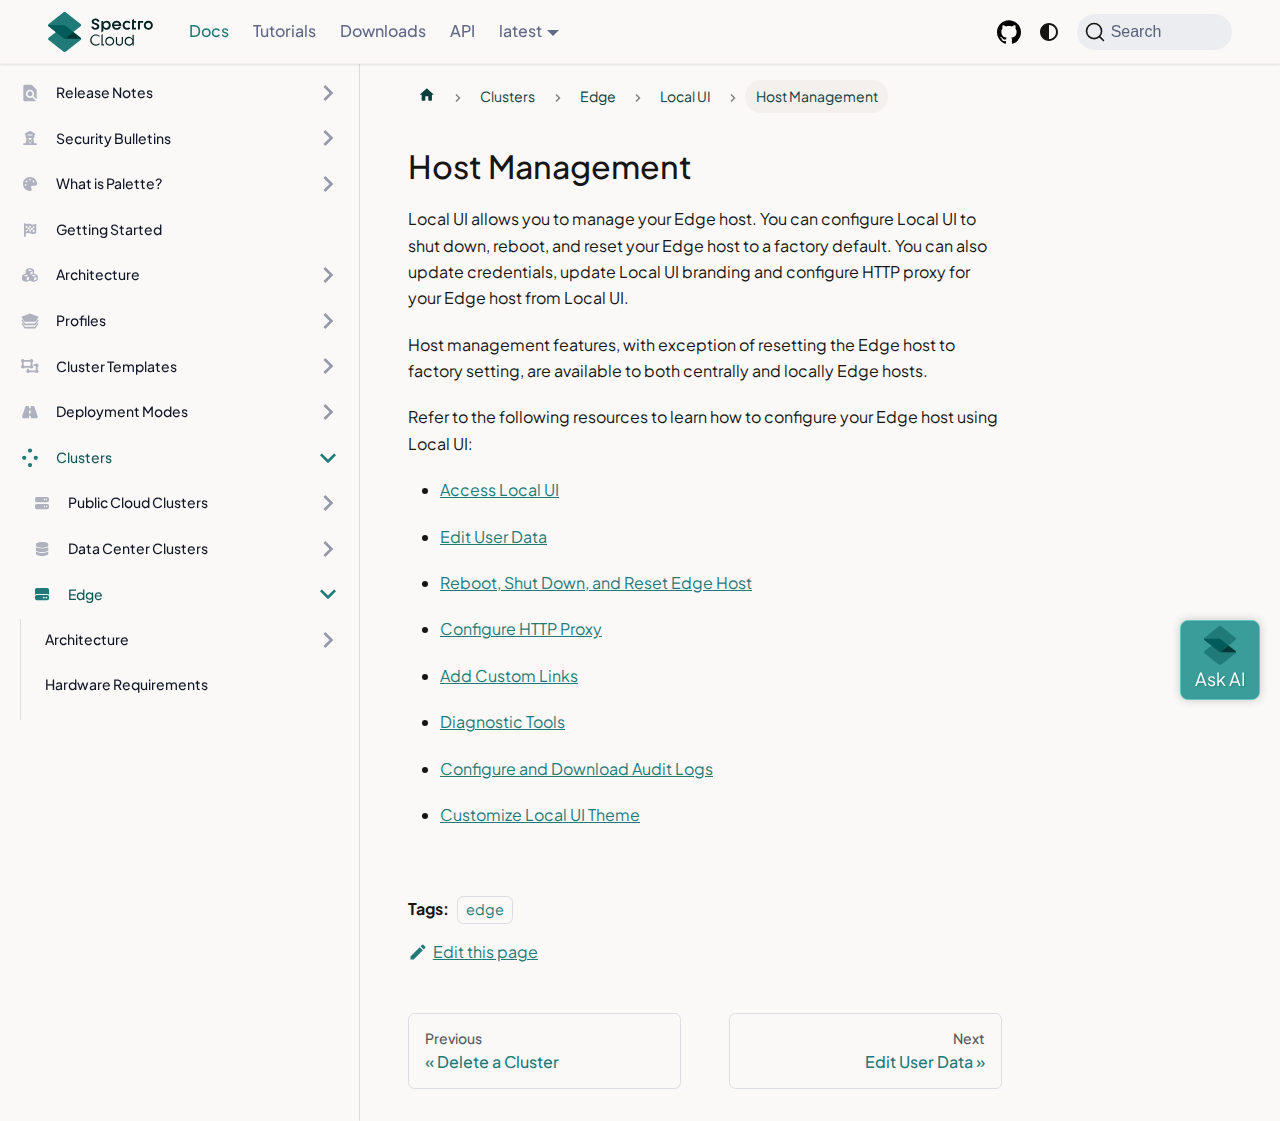 Spectro
Cloud
Docs
Tutorials
Downloads
API
latest
Search
Release Notes
Security Bulletins
What is Palette?
Getting Started
Architecture
Profiles
Cluster Templates
Deployment Modes
Clusters
Public Cloud Clusters
Data Center Clusters
Edge
Architecture
Hardware Requirements
Clusters
Edge
Local UI
Host Management
Host Management
Local UI allows you to manage your Edge host. You can configure Local UI to
shut down, reboot, and reset your Edge host to a factory default. You can also
update credentials, update Local UI branding and configure HTTP proxy for
your Edge host from Local UI.
Host management features, with exception of resetting the Edge host to
factory setting, are available to both centrally and locally Edge hosts.
Refer to the following resources to learn how to configure your Edge host using
Local UI:
Access Local UI
Edit User Data
Reboot, Shut Down, and Reset Edge Host
Configure HTTP Proxy
Add Custom Links
Diagnostic Tools
Configure and Download Audit Logs
Customize Local UI Theme
Tags: edge
Edit this page
Previous
« Delete a Cluster
Next
Edit User Data »
Ask AI